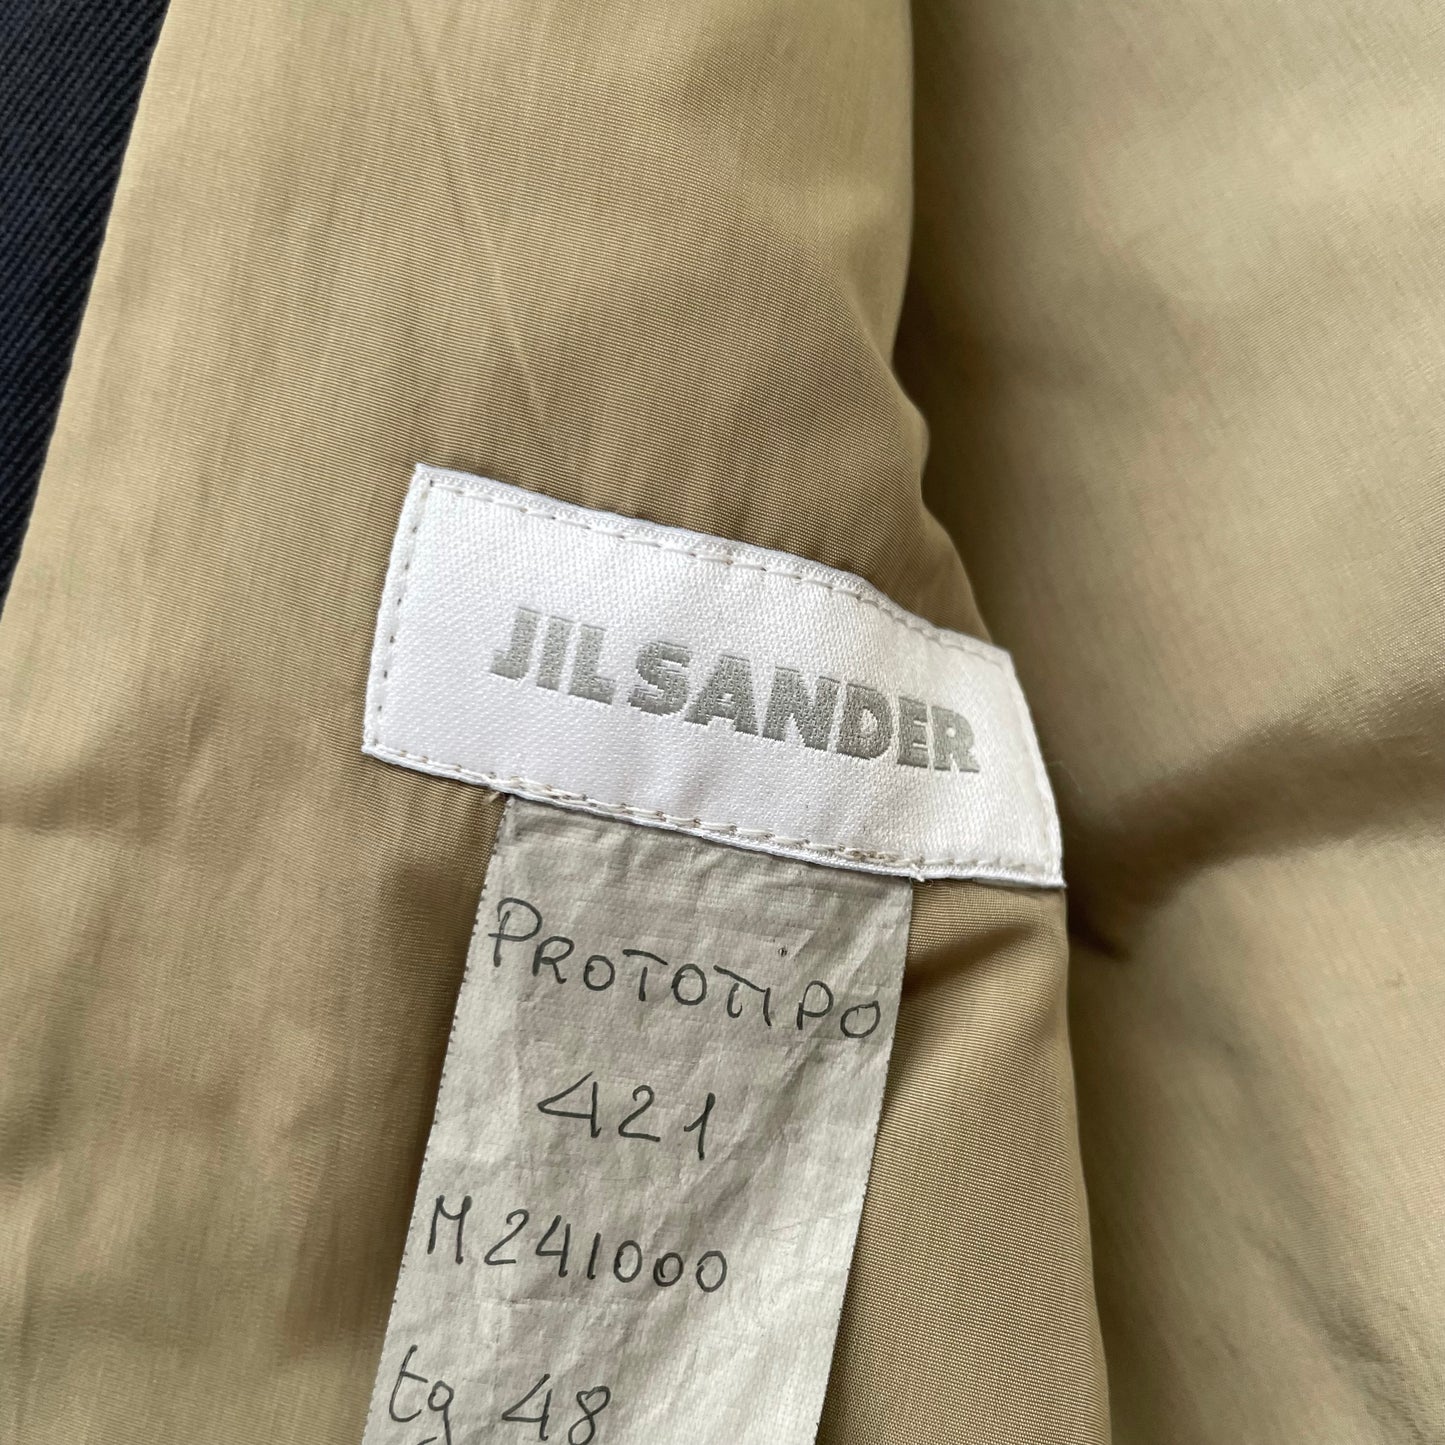 JIL SANDER
PROTOTIPO
421
M241000
tg 48